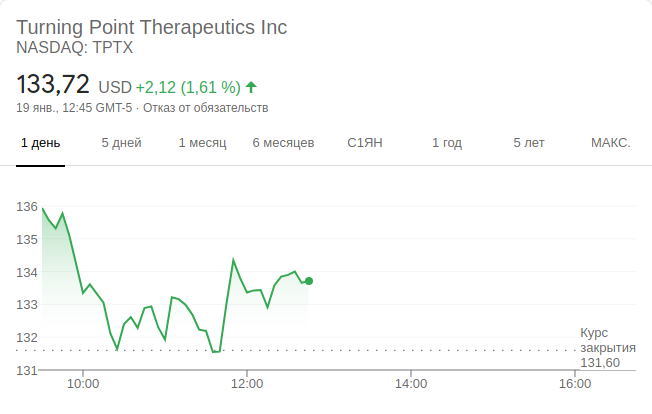 Turning Point Therapeutics Inc
NASDAQ: TPTX
133,72 USD +2,12 (1,61 %)
19 янв., 12:45 GMT-5 · Отказ от обязательств
1 день 5 дней 1 месяц 6 месяцев С1ЯН 1 год 5 лет МАКС.
136
135
134
133
132
131
Курс
закрытия
131,60
10:00 12:00 14:00 16:00